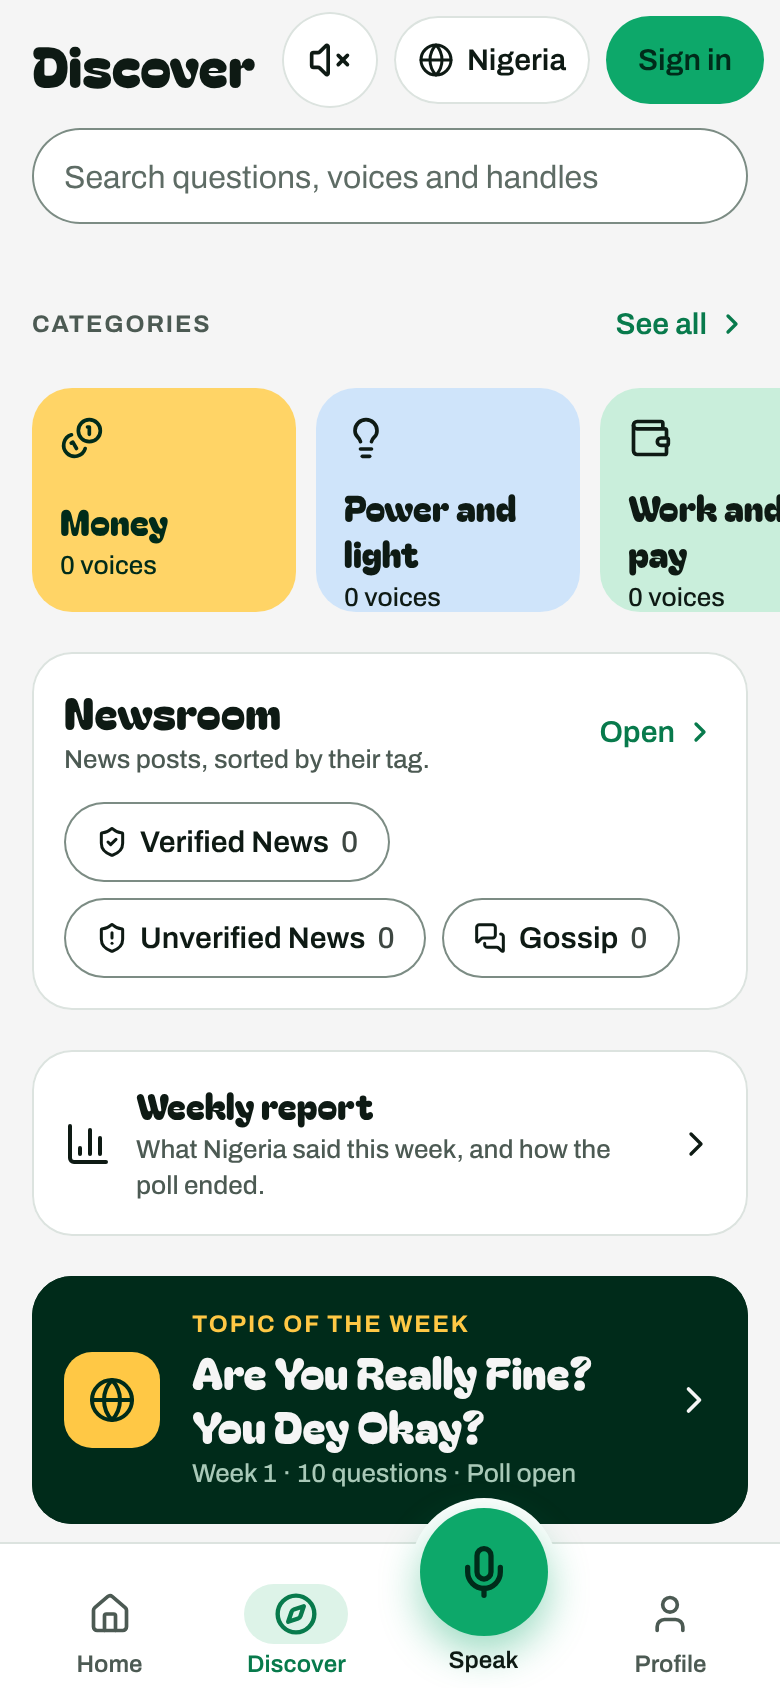 Discover
Nigeria
Sign in
Search questions, voices and handles
CATEGORIES
See all
Money
0 voices
Power and
light
0 voices
Work and
pay
0 voices
Newsroom
News posts, sorted by their tag.
Open
Verified News 0
Unverified News 0
Gossip 0
Weekly report
What Nigeria said this week, and how the
poll ended.
TOPIC OF THE WEEK
Are You Really Fine?
You Dey Okay?
Week 1 · 10 questions · Poll open
Home
Discover
Speak
Profile